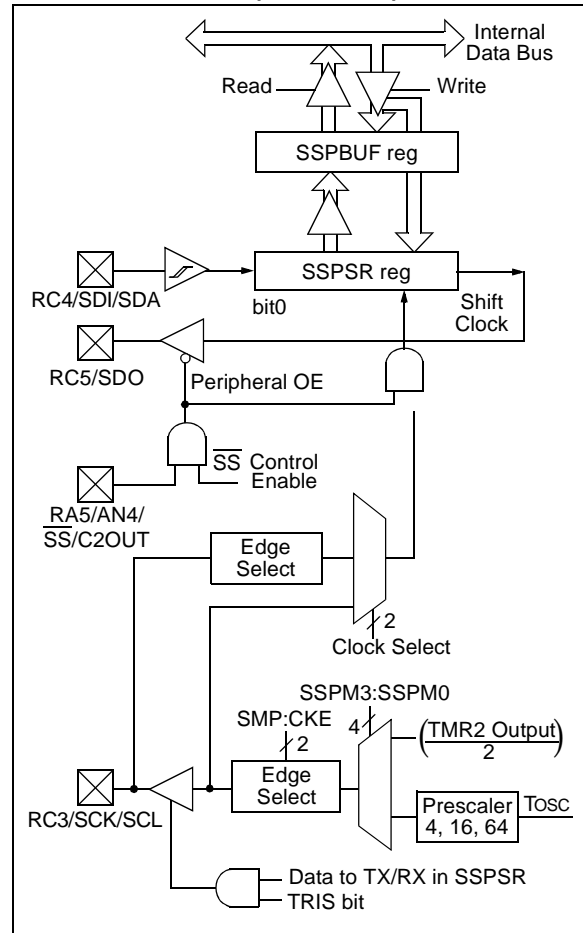 Internal
Data Bus
Read
Write
SSPBUF reg
SSPSR reg
RC4/SDI/SDA
bit0
Shift
Clock
RC5/SDO
Peripheral OE
S̅S̅ Control
Enable
RA5/AN4/
S̅S̅/C2OUT
Edge
Select
2
Clock Select
SSPM3:SSPM0
SMP:CKE
4
2
(TMR2 Output)
2
Edge
Select
Prescaler
4, 16, 64
TOSC
RC3/SCK/SCL
Data to TX/RX in SSPSR
TRIS bit